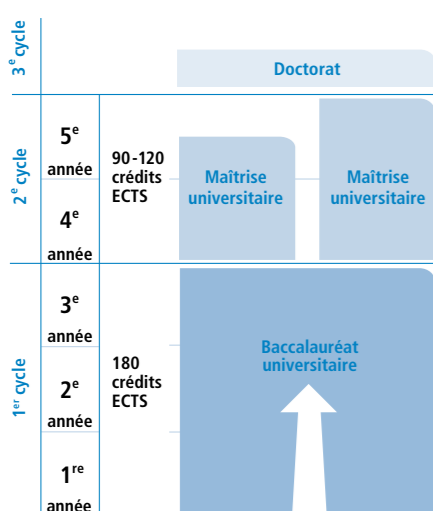 3e cycle
Doctorat
2e cycle
5e
année
4e
année
90-120
crédits
ECTS
Maîtrise
universitaire
Maîtrise
universitaire
1er cycle
3e
année
2e
année
1re
année
180
crédits
ECTS
Baccalauréat
universitaire